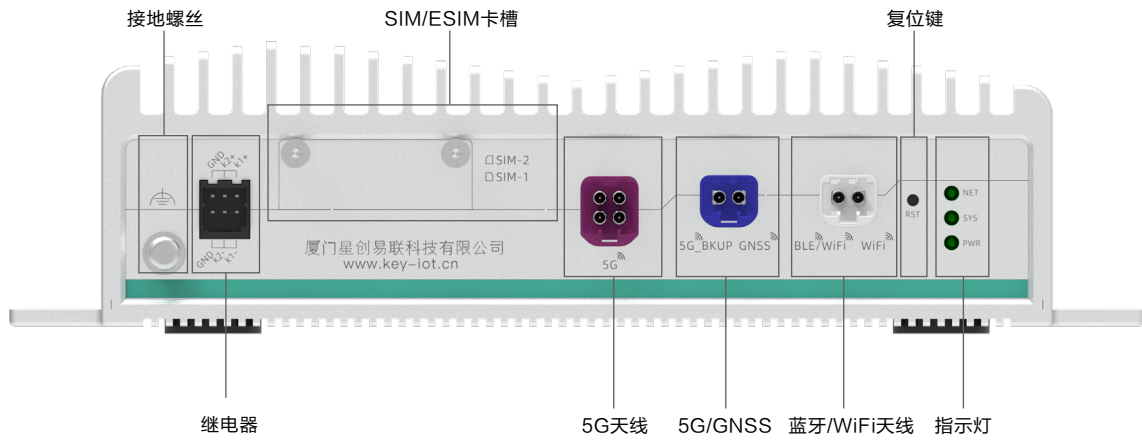 接地螺丝
SIM/ESIM卡槽
复位键
GND
k2+
k1+
SIM-2
SIM-1
NET
RST
SYS
PWR
5G_BKUP GNSS
BLE/WiFi WiFi
GND
k2-
k1-
厦门星创易联科技有限公司
www.key-iot.cn
5G
继电器
5G天线
5G/GNSS
蓝牙/WiFi天线
指示灯